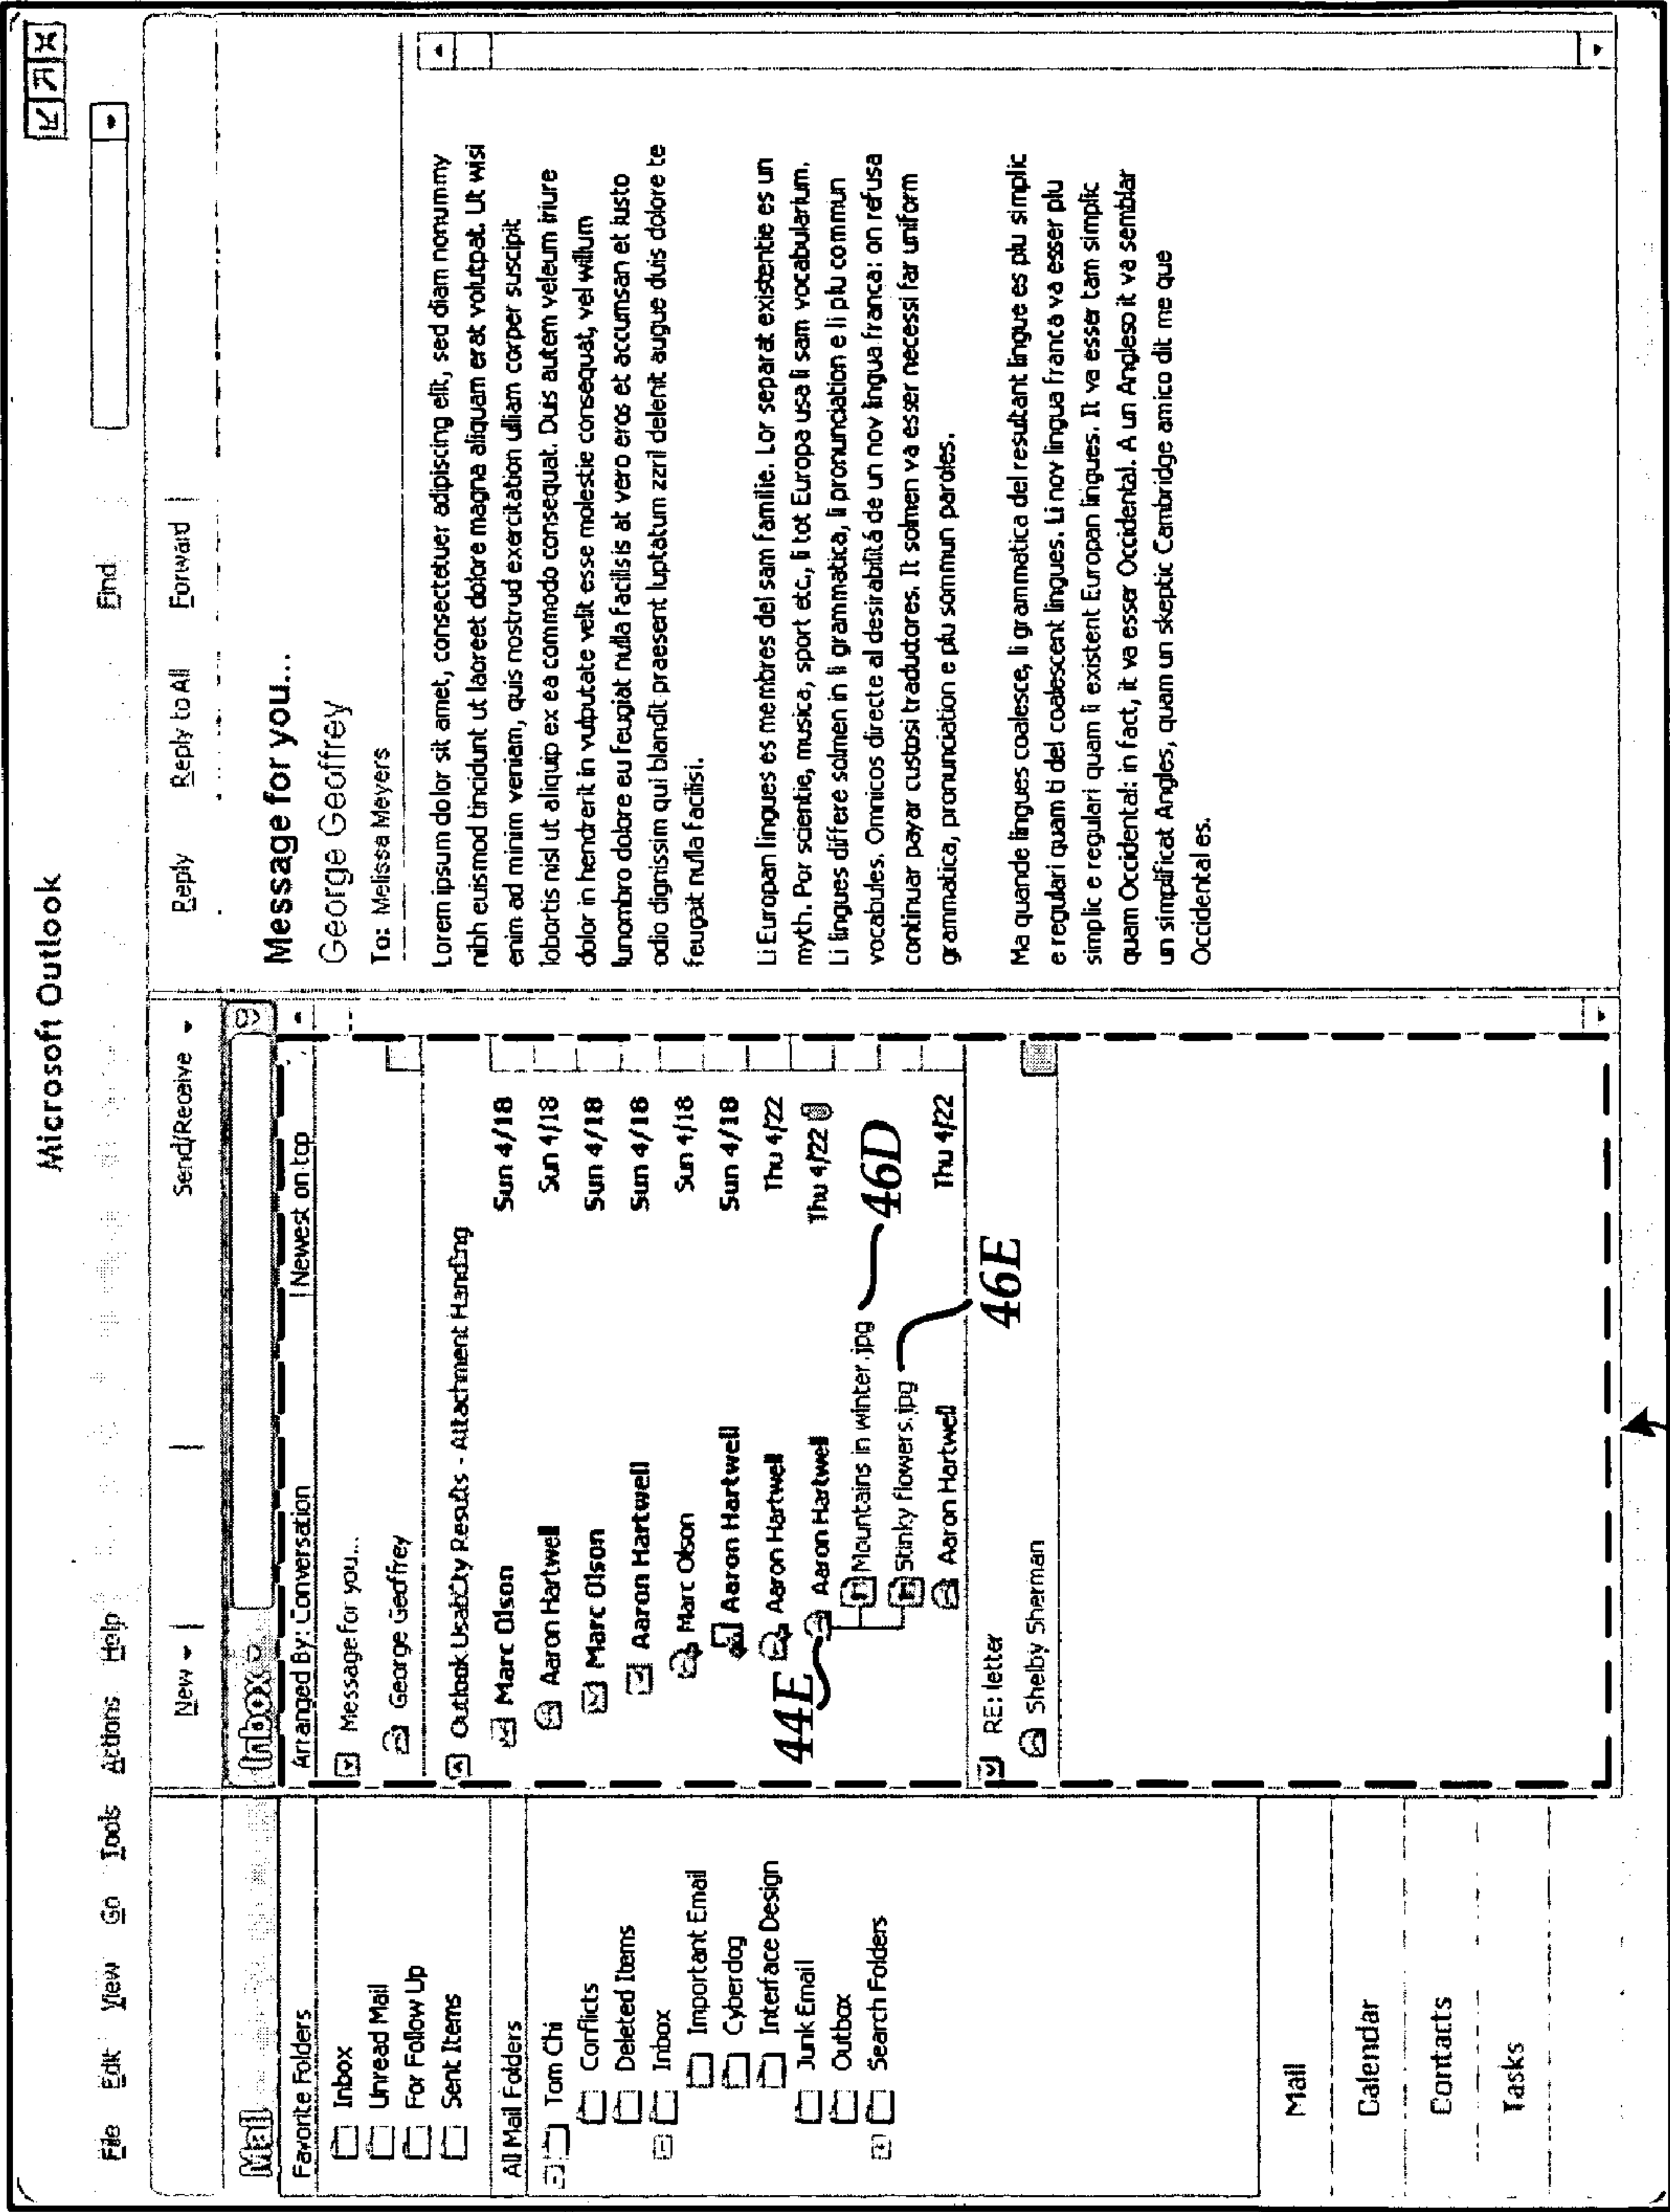 Microsoft Outlook
File Edit View Go Tools Actions Help Find
New Send/Receive Reply Reply to All Forward
Mail
Favorite Folders
Inbox
Unread Mail
For Follow Up
Sent Items
All Mail Folders
Tom Chi
Conflicts
Deleted Items
Inbox
Important Email
Cyberdog
Interface Design
Junk Email
Outbox
Search Folders
Mail
Calendar
Contacts
Tasks
Inbox
Arranged By: Conversation Newest on top
Message for you...
George Geoffrey
Outlook Usability Results - Attachment Handing
Marc Olson Sun 4/18
Aaron Hartwell Sun 4/18
Marc Olson Sun 4/18
Aaron Hartwell Sun 4/18
Marc Olson Sun 4/18
Aaron Hartwell Sun 4/18
Aaron Hartwell Thu 4/22
44E Aaron Hartwell Thu 4/22
Mountains in winter.jpg 46D
Stinky flowers.jpg
Aaron Hartwell Thu 4/22
46E
RE: letter
Shelby Sherman
Message for you...
George Geoffrey
To: Melissa Meyers
Lorem ipsum dolor sit amet, consectetuer adipiscing elit, sed diam nonummy
nibh euismod tincidunt ut laoreet dolore magna aliquam erat volutpat. Ut wisi
enim ad minim veniam, quis nostrud exercitation ulliam corper suscipit
lobortis nisl ut aliquip ex ea commodo consequat. Duis autem veleum iriure
dolor in hendrerit in vulputate velit esse molestie consequat, vel willum
lunombro dolore eu feugiat nulla facilisis at vero eros et accumsan et iusto
odio dignissim qui blandit praesent luptatum zzril delenit augue duis dolore te
feugait nulla facilisi.
Li Europan lingues es membres del sam familie. Lor separat existentie es un
myth. Por scientie, musica, sport etc., li tot Europa usa li sam vocabularium.
Li lingues differe solmen in li grammatica, li pronunciation e li plu commun
vocabules. Omnicos directe al desirabilitá de un nov lingua franca: on refusa
continuar payar custosi traductores. It solmen va esser necessi far uniform
grammatica, pronunciation e plu sommun paroles.
Ma quande lingues coalesce, li grammatica del resultant lingue es plu simplic
e regulari quam ti del coalescent lingues. Li nov lingua franca va esser plu
simplic e regulari quam li existent Europan lingues. It va esser tam simplic
quam Occidental: in fact, it va esser Occidental. A un Angleso it va semblar
un simplificat Angles, quam un skeptic Cambridge amico dit me que
Occidental es.